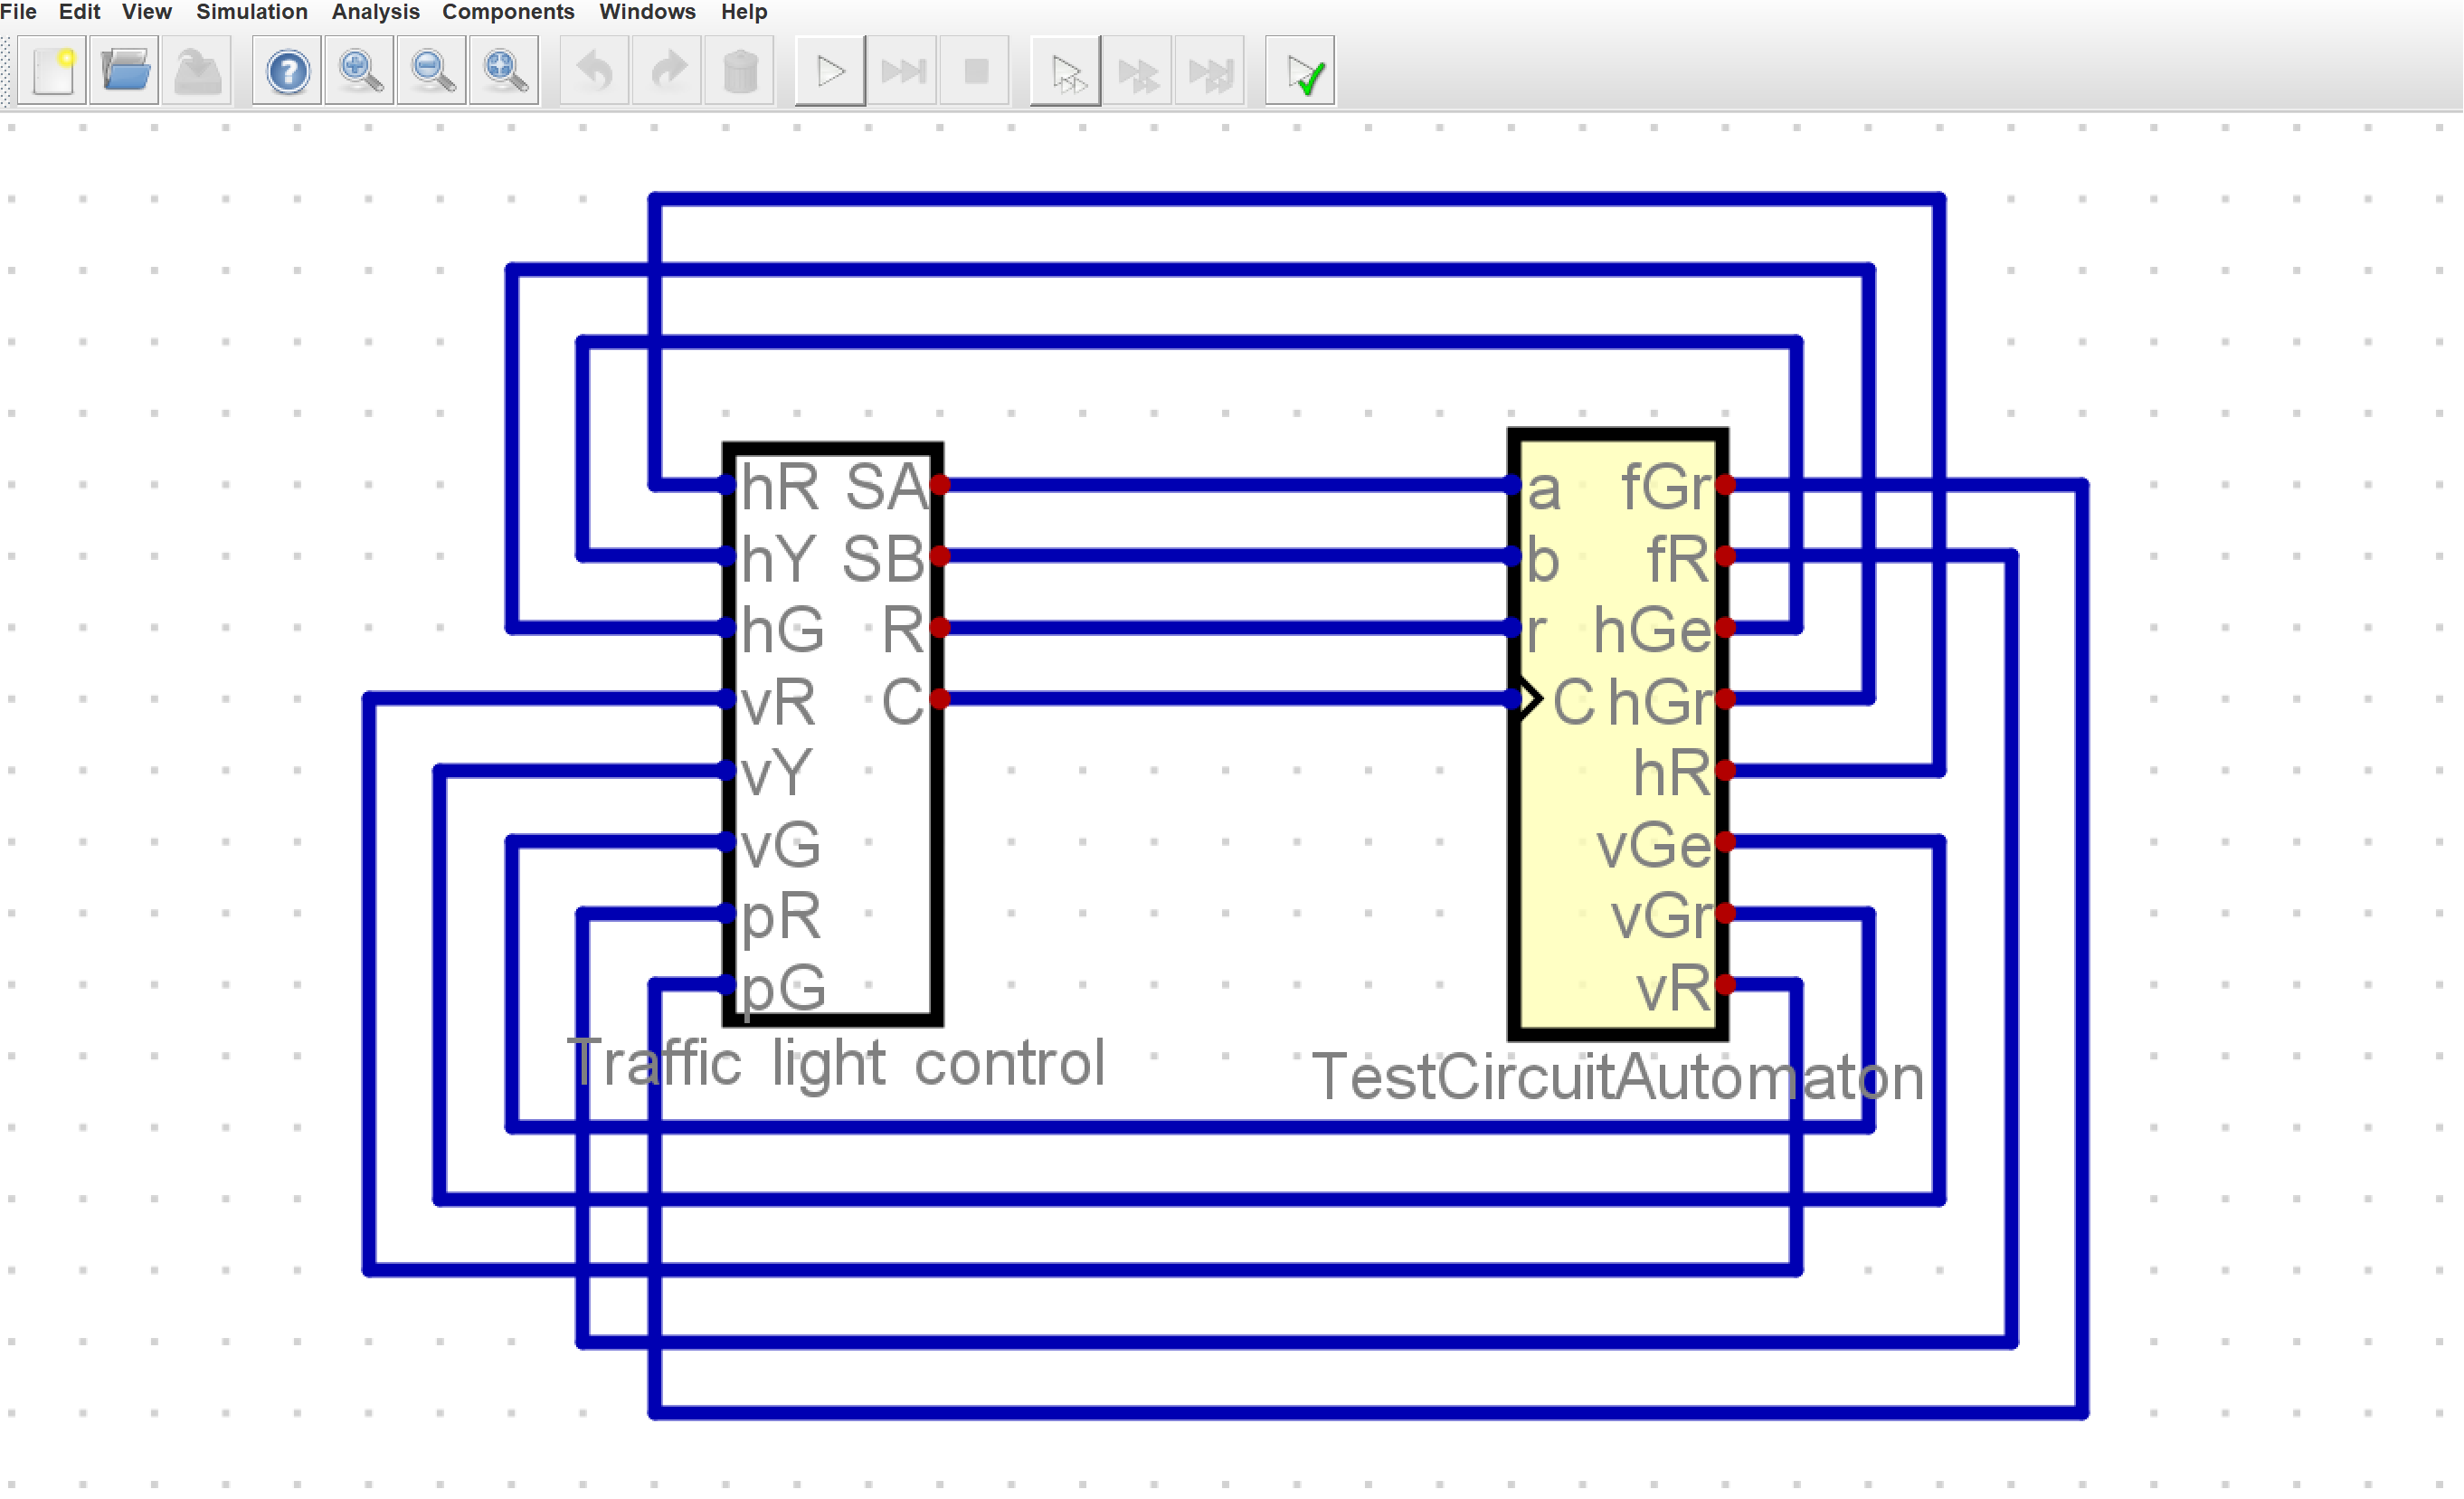 File Edit View Simulation Analysis Components Windows Help
hR SA
hY SB
hG R
vR C
vY
vG
pR
pG
Traffic light control
a fGr
b fR
r hGe
C hGr
hR
vGe
vGr
vR
TestCircuitAutomaton